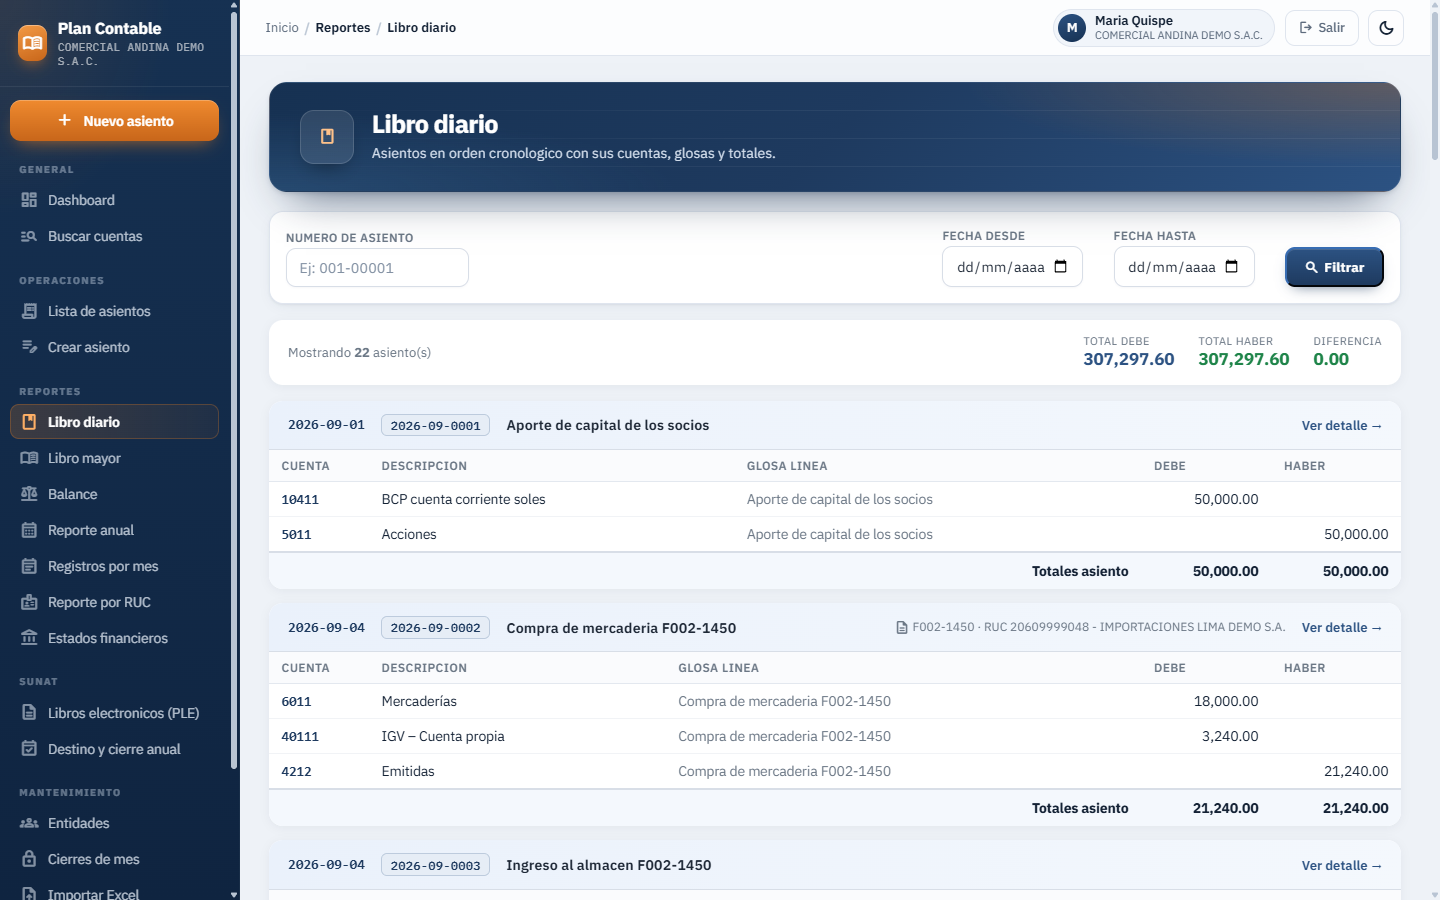 Plan Contable
COMERCIAL ANDINA DEMO
S.A.C.
Nuevo asiento
GENERAL
Dashboard
Buscar cuentas
OPERACIONES
Lista de asientos
Crear asiento
REPORTES
Libro diario
Libro mayor
Balance
Reporte anual
Registros por mes
Reporte por RUC
Estados financieros
SUNAT
Libros electronicos (PLE)
Destino y cierre anual
MANTENIMIENTO
Entidades
Cierres de mes
Importar Excel
Inicio / Reportes / Libro diario
M
Maria Quispe
COMERCIAL ANDINA DEMO S.A.C.
Salir
Libro diario
Asientos en orden cronologico con sus cuentas, glosas y totales.
NUMERO DE ASIENTO
Ej: 001-00001
FECHA DESDE
dd/mm/aaaa
FECHA HASTA
dd/mm/aaaa
Filtrar
Mostrando 22 asiento(s)
TOTAL DEBE
307,297.60
TOTAL HABER
307,297.60
DIFERENCIA
0.00
2026-09-01 2026-09-0001 Aporte de capital de los socios Ver detalle →
CUENTA DESCRIPCION GLOSA LINEA DEBE HABER
10411 BCP cuenta corriente soles Aporte de capital de los socios 50,000.00
5011 Acciones Aporte de capital de los socios 50,000.00
Totales asiento 50,000.00 50,000.00
2026-09-04 2026-09-0002 Compra de mercaderia F002-1450 F002-1450 · RUC 20609999048 - IMPORTACIONES LIMA DEMO S.A. Ver detalle →
CUENTA DESCRIPCION GLOSA LINEA DEBE HABER
6011 Mercaderías Compra de mercaderia F002-1450 18,000.00
40111 IGV – Cuenta propia Compra de mercaderia F002-1450 3,240.00
4212 Emitidas Compra de mercaderia F002-1450 21,240.00
Totales asiento 21,240.00 21,240.00
2026-09-04 2026-09-0003 Ingreso al almacen F002-1450 Ver detalle →